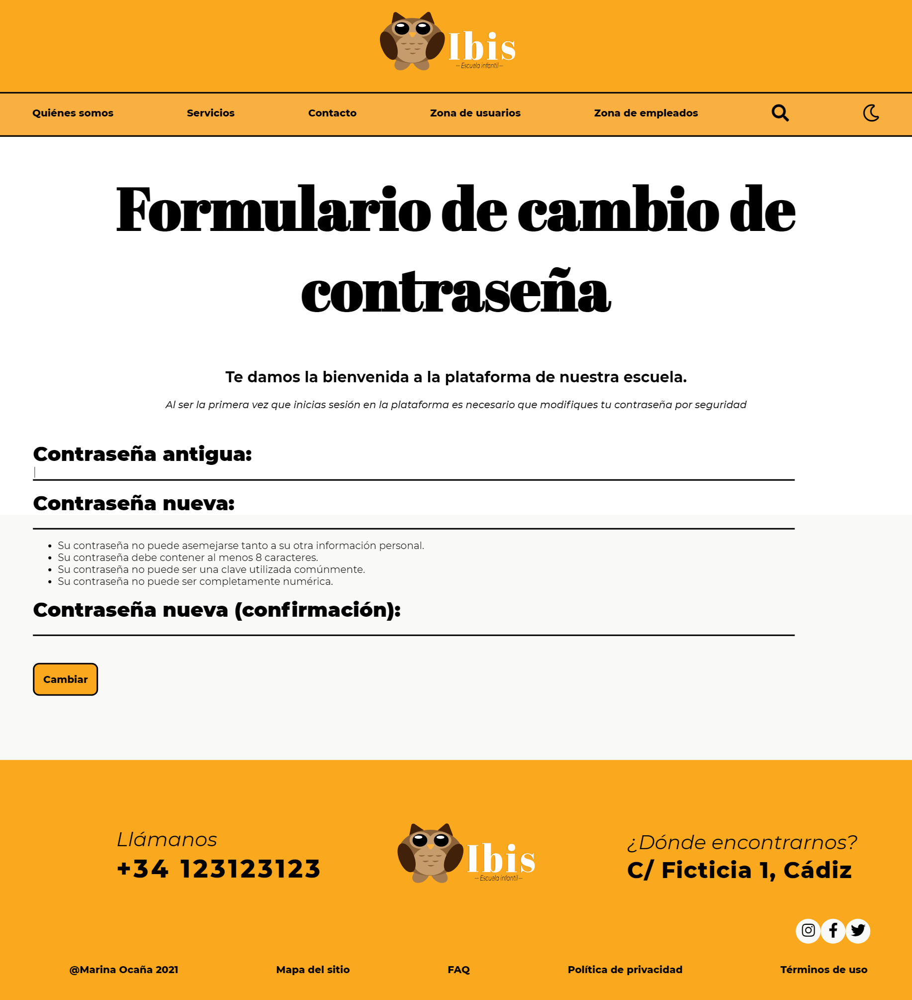 Ibis
— Escuela infantil —
Quiénes somos
Servicios
Contacto
Zona de usuarios
Zona de empleados
Formulario de cambio de
contraseña
Te damos la bienvenida a la plataforma de nuestra escuela.
Al ser la primera vez que inicias sesión en la plataforma es necesario que modifiques tu contraseña por seguridad
Contraseña antigua:
Contraseña nueva:
• Su contraseña no puede asemejarse tanto a su otra información personal.
• Su contraseña debe contener al menos 8 caracteres.
• Su contraseña no puede ser una clave utilizada comúnmente.
• Su contraseña no puede ser completamente numérica.
Contraseña nueva (confirmación):
Cambiar
Llámanos
+34 123123123
Ibis
— Escuela infantil —
¿Dónde encontrarnos?
C/ Ficticia 1, Cádiz
@Marina Ocaña 2021
Mapa del sitio
FAQ
Política de privacidad
Términos de uso